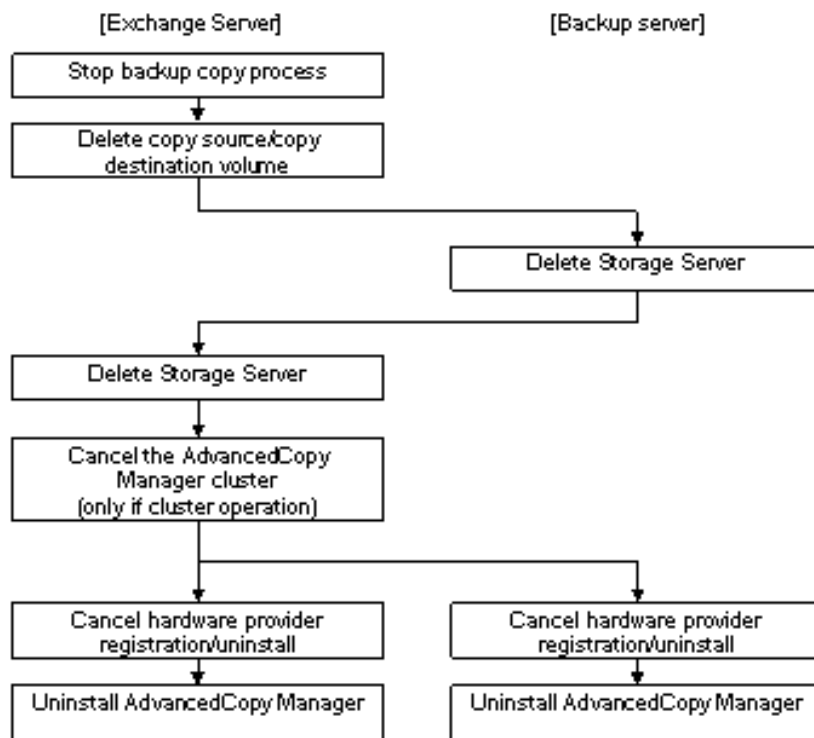 [Exchange Server]
[Backup server]
Stop backup copy process
Delete copy source/copy
destination volume
Delete Storage Server
Delete Storage Server
Cancel the AdvancedCopy
Manager cluster
(only if cluster operation)
Cancel hardware provider
registration/uninstall
Cancel hardware provider
registration/uninstall
Uninstall AdvancedCopy Manager
Uninstall AdvancedCopy Manager